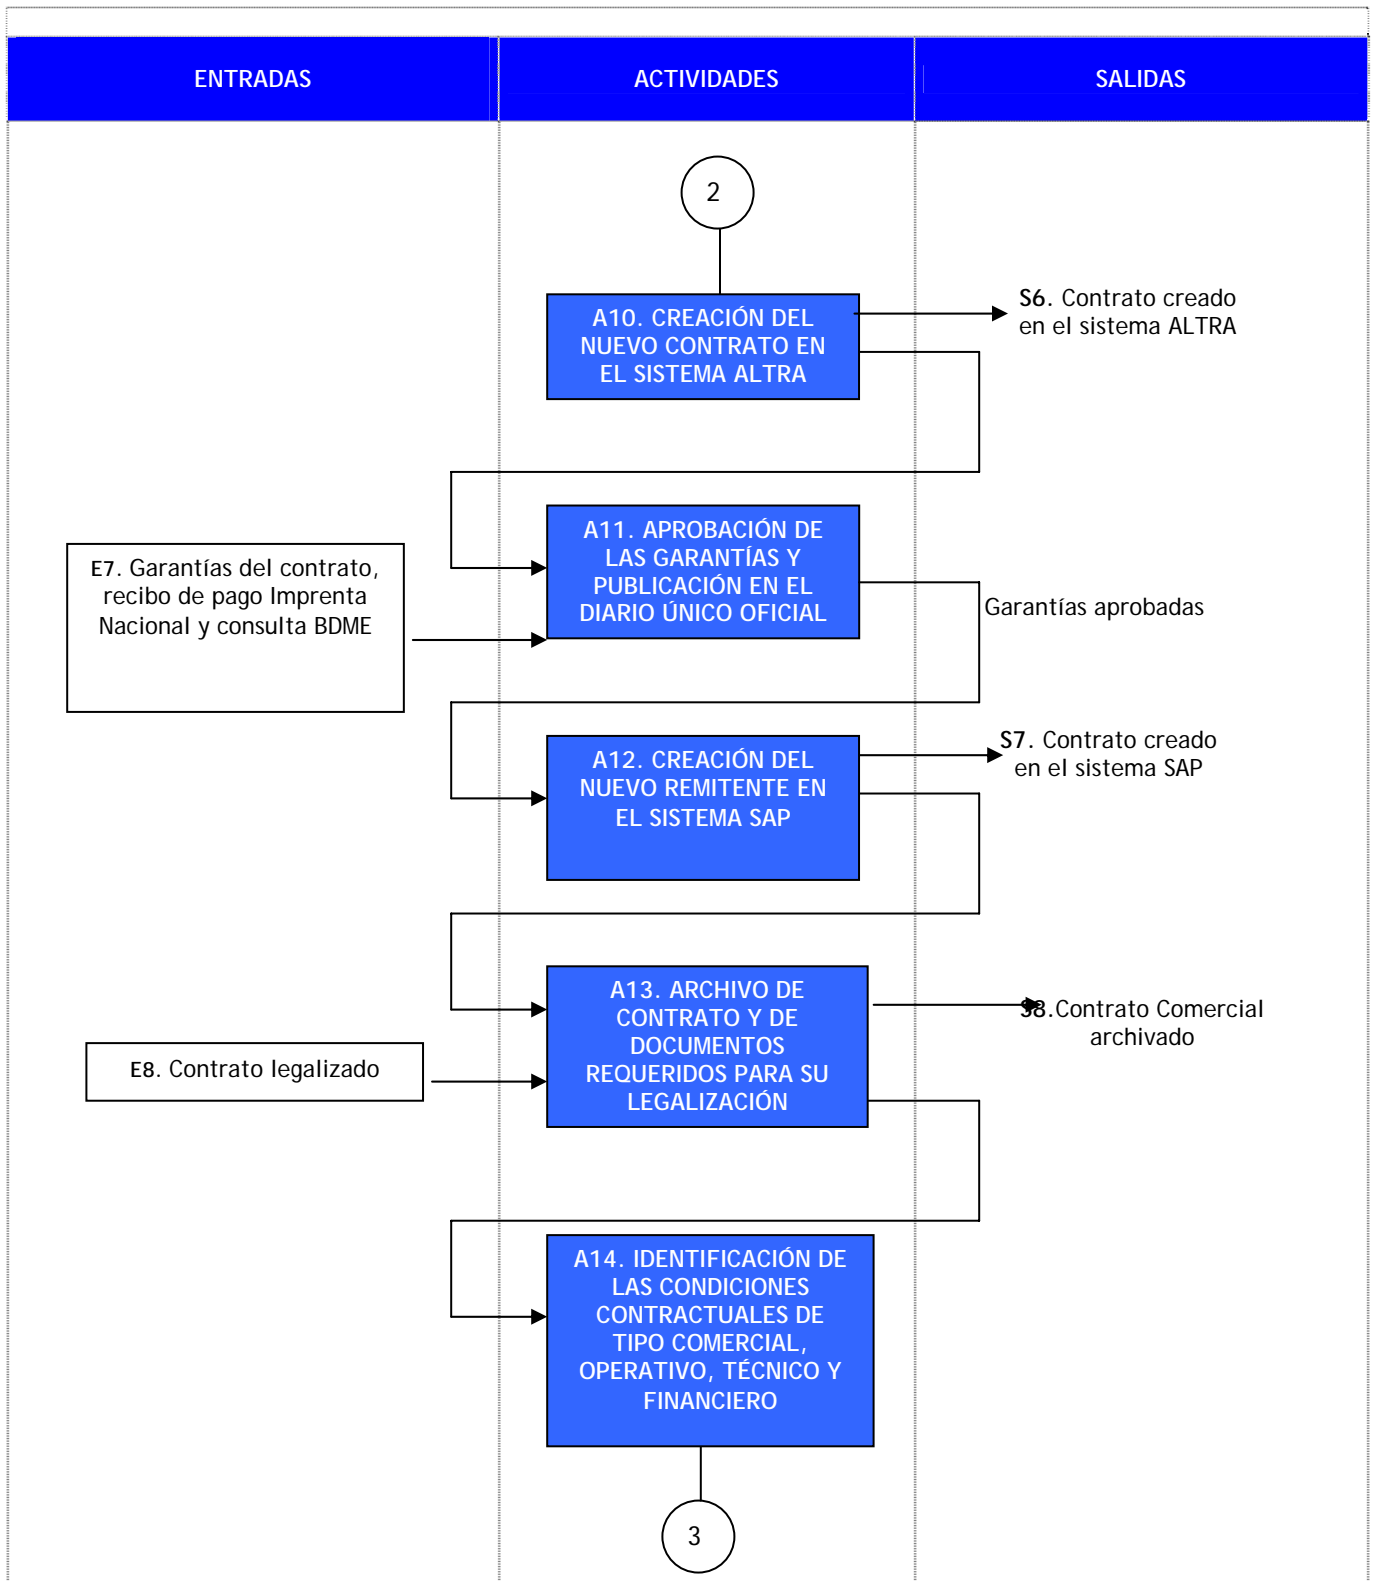 ENTRADAS
ACTIVIDADES
SALIDAS
2
A10. CREACIÓN DEL
NUEVO CONTRATO EN
EL SISTEMA ALTRA
S6. Contrato creado
en el sistema ALTRA
A11. APROBACIÓN DE
LAS GARANTÍAS Y
PUBLICACIÓN EN EL
DIARIO ÚNICO OFICIAL
E7. Garantías del contrato,
recibo de pago Imprenta
Nacional y consulta BDME
Garantías aprobadas
A12. CREACIÓN DEL
NUEVO REMITENTE EN
EL SISTEMA SAP
S7. Contrato creado
en el sistema SAP
A13. ARCHIVO DE
CONTRATO Y DE
DOCUMENTOS
REQUERIDOS PARA SU
LEGALIZACIÓN
S8.Contrato Comercial
archivado
E8. Contrato legalizado
A14. IDENTIFICACIÓN DE
LAS CONDICIONES
CONTRACTUALES DE
TIPO COMERCIAL,
OPERATIVO, TÉCNICO Y
FINANCIERO
3